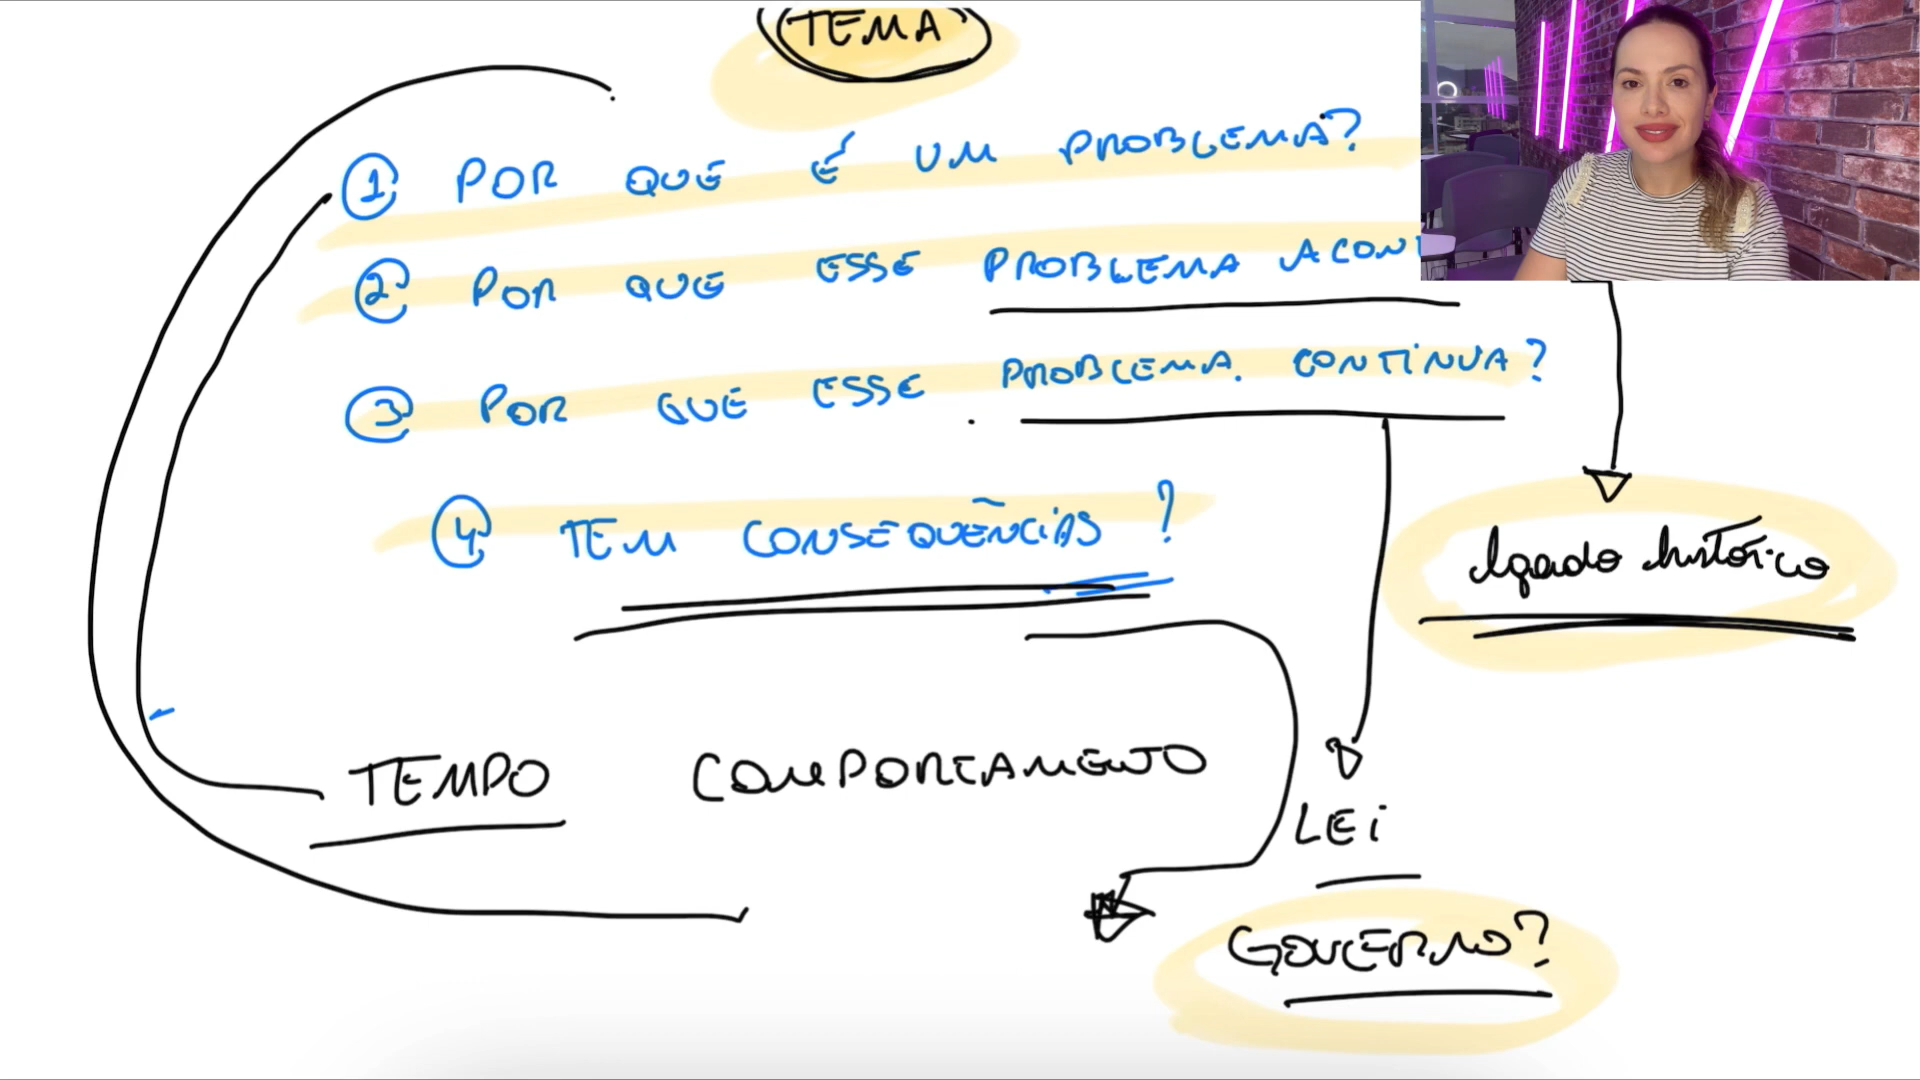 TEMA
① POR QUE É UM PROBLEMA?
② POR QUE ESSE PROBLEMA ACON
③ POR QUE ESSE PROBLEMA CONTINUA?
④ TEM CONSEQUÊNCIAS?
legado histórico
TEMPO COMPORTAMENTO
LEi
GOVERNO?